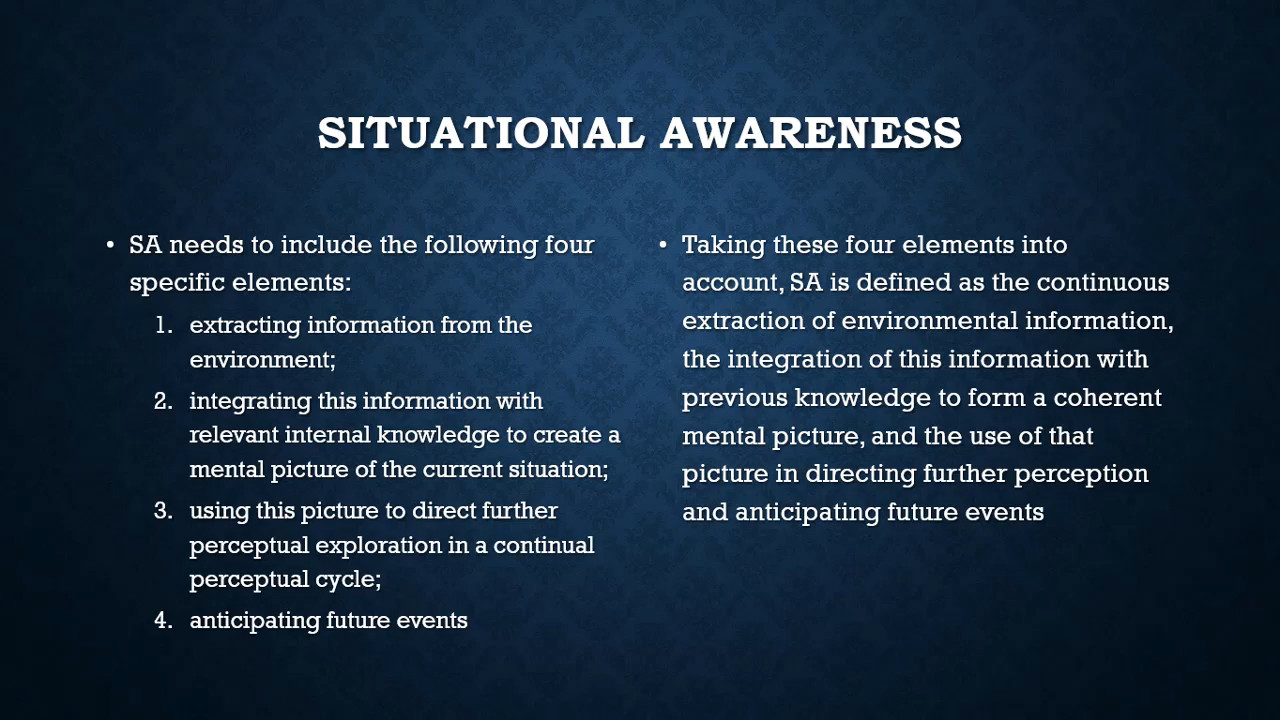 SITUATIONAL AWARENESS
• SA needs to include the following four
specific elements:
1. extracting information from the
environment;
2. integrating this information with
relevant internal knowledge to create a
mental picture of the current situation;
3. using this picture to direct further
perceptual exploration in a continual
perceptual cycle;
4. anticipating future events
• Taking these four elements into
account, SA is defined as the continuous
extraction of environmental information,
the integration of this information with
previous knowledge to form a coherent
mental picture, and the use of that
picture in directing further perception
and anticipating future events